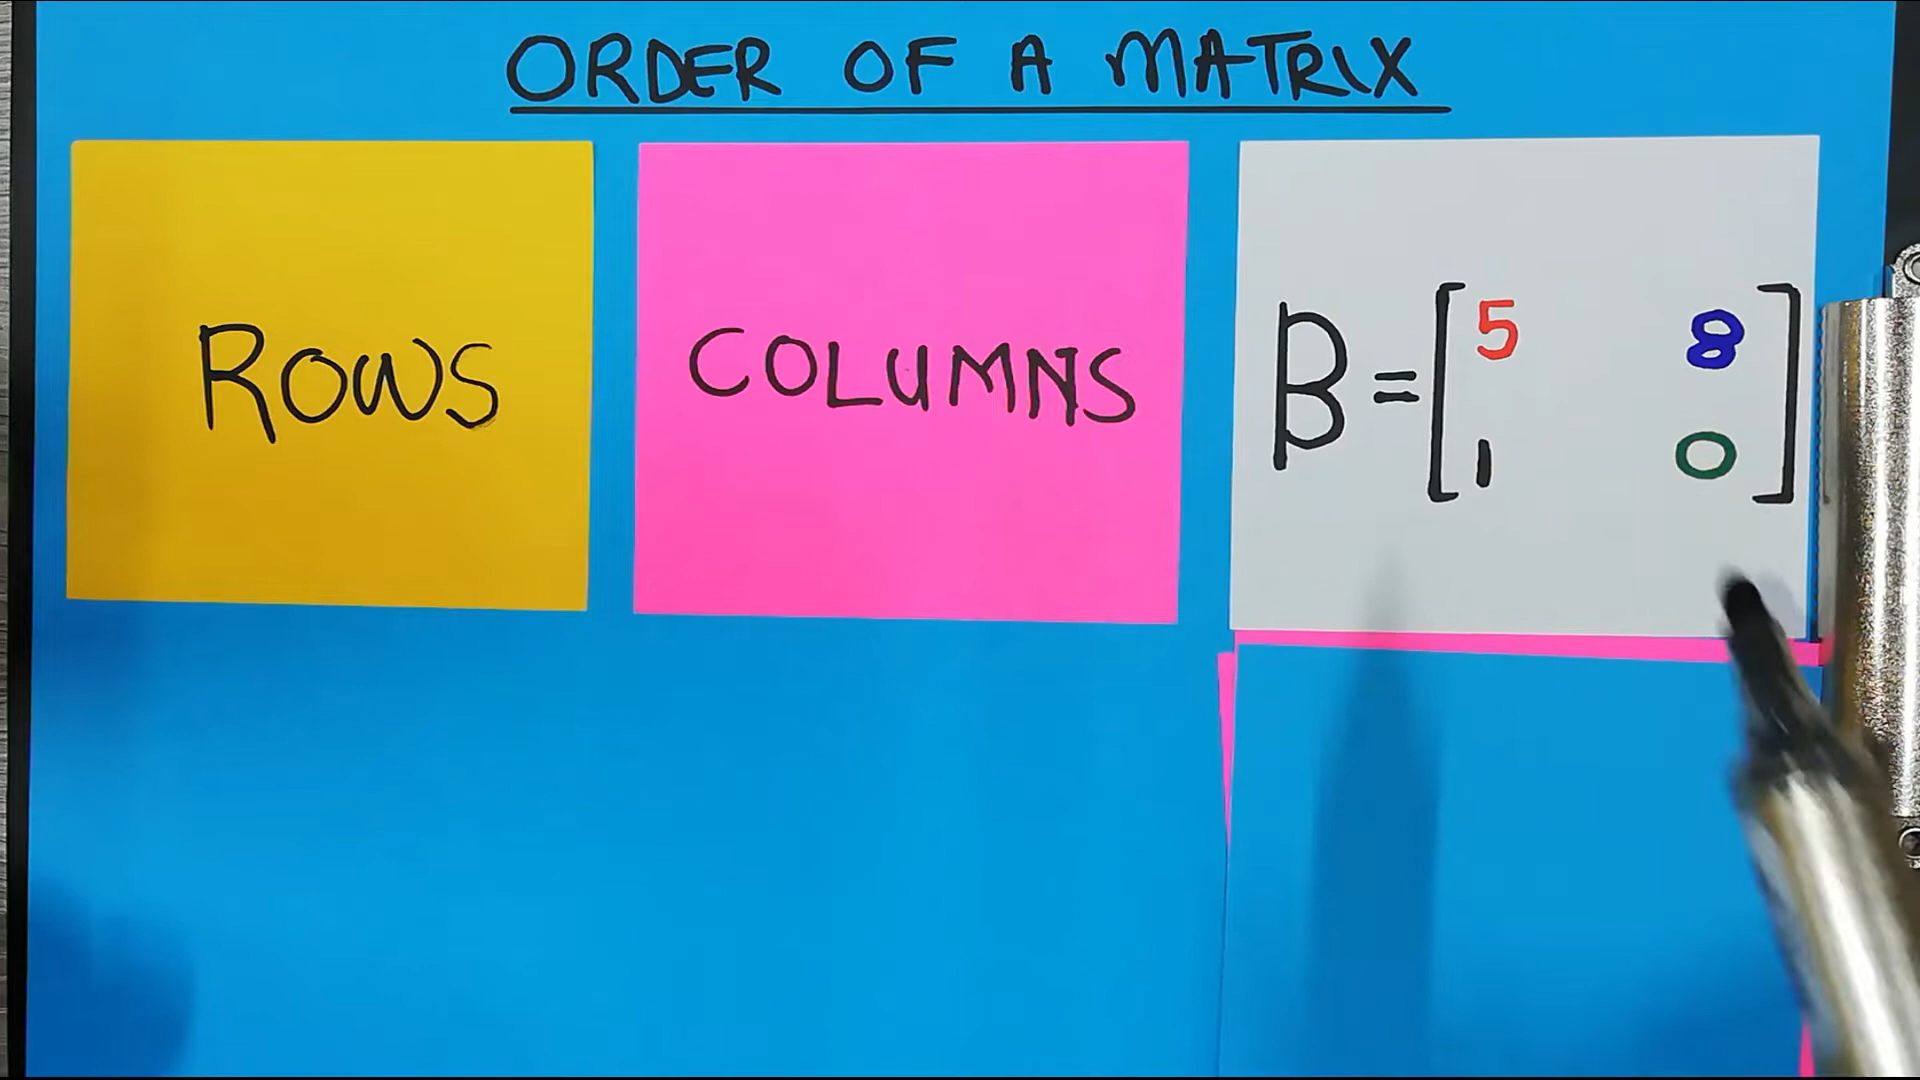 ORDER OF A MATRIX
ROWS
COLUMNS
B = [ 5 8
1 0 ]